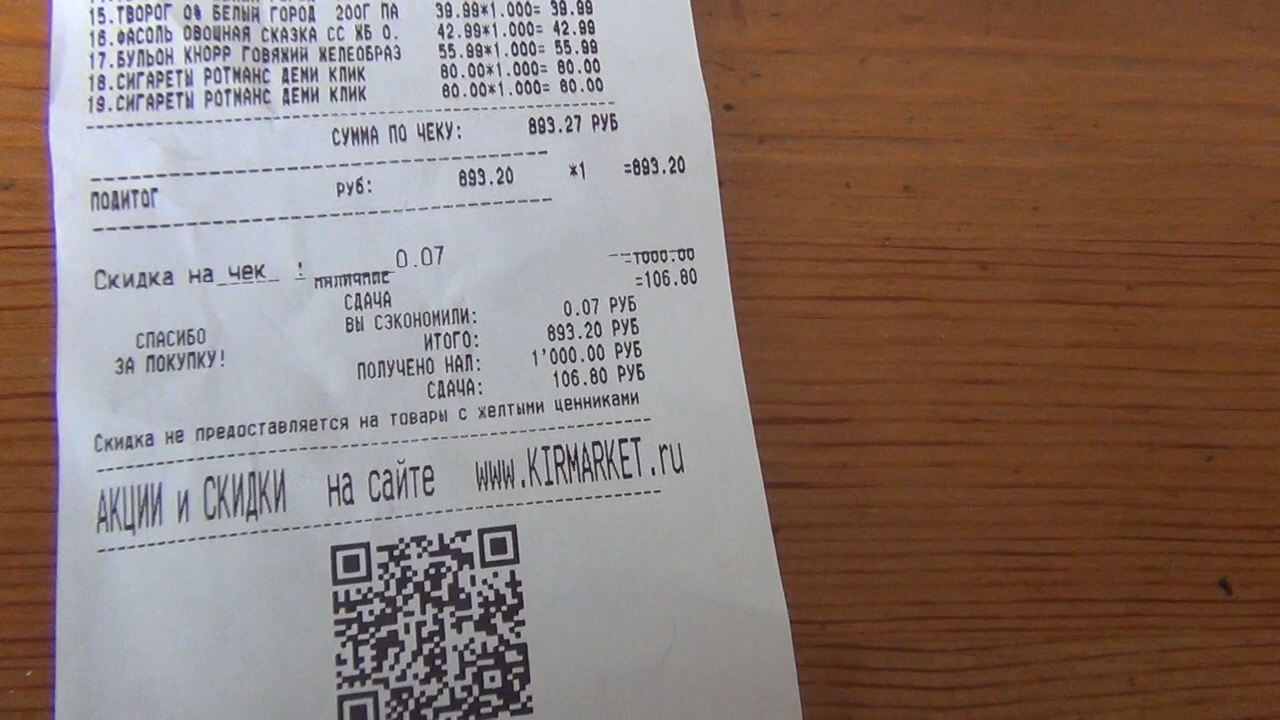 15.ТВОРОГ 0% БЕЛЫЙ ГОРОД 200Г ПА 39.99*1.000= 39.99
16.ФАСОЛЬ ОВОЩНАЯ СКАЗКА СС ЖБ 0. 42.99*1.000= 42.99
17.БУЛЬОН КНОРР ГОВЯЖИЙ ЖЕЛЕОБРАЗ 55.99*1.000= 55.99
18.СИГАРЕТЫ РОТМАНС ДЕМИ КЛИК 80.00*1.000= 80.00
19.СИГАРЕТЫ РОТМАНС ДЕМИ КЛИК 80.00*1.000= 80.00
СУММА ПО ЧЕКУ: 893.27 РУБ
ПОДИТОГ РУБ: 893.20 *1 =893.20
Скидка на чек : 0.07
НАЛИЧНЫЕ =1000.00
СДАЧА =106.80
ВЫ СЭКОНОМИЛИ: 0.07 РУБ
СПАСИБО ИТОГО: 893.20 РУБ
ЗА ПОКУПКУ! ПОЛУЧЕНО НАЛ: 1'000.00 РУБ
СДАЧА: 106.80 РУБ
Скидка не предоставляется на товары с желтыми ценниками
АКЦИИ и СКИДКИ на сайте www.KIRMARKET.ru